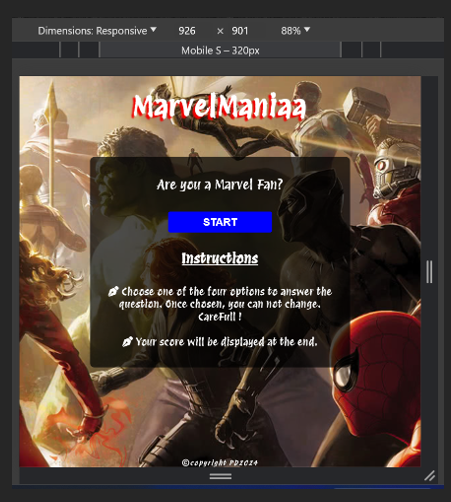 Dimensions: Responsive ▼ 926 × 901 88% ▼
Mobile S – 320px
MarvelManiaa
Are you a Marvel Fan?
START
Instructions
Choose one of the four options to answer the
question. Once chosen, you can not change.
CareFull !
Your score will be displayed at the end.
©copyright PD2024